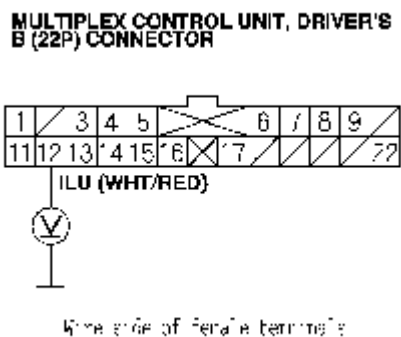 MULTIPLEX CONTROL UNIT, DRIVER'S
B (22P) CONNECTOR
1 3 4 5 6 7 8 9
11 12 13 14 15 16 17 22
ILU (WHT/RED)
V
Wire side of female terminals